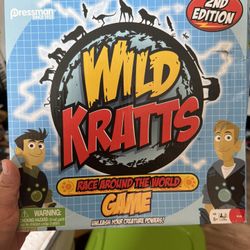 pressman
2ND
EDITION
WILD
KRATTS
RACE AROUND THE WORLD
GAME
UNLEASH YOUR CREATURE POWERS!
WARNING: